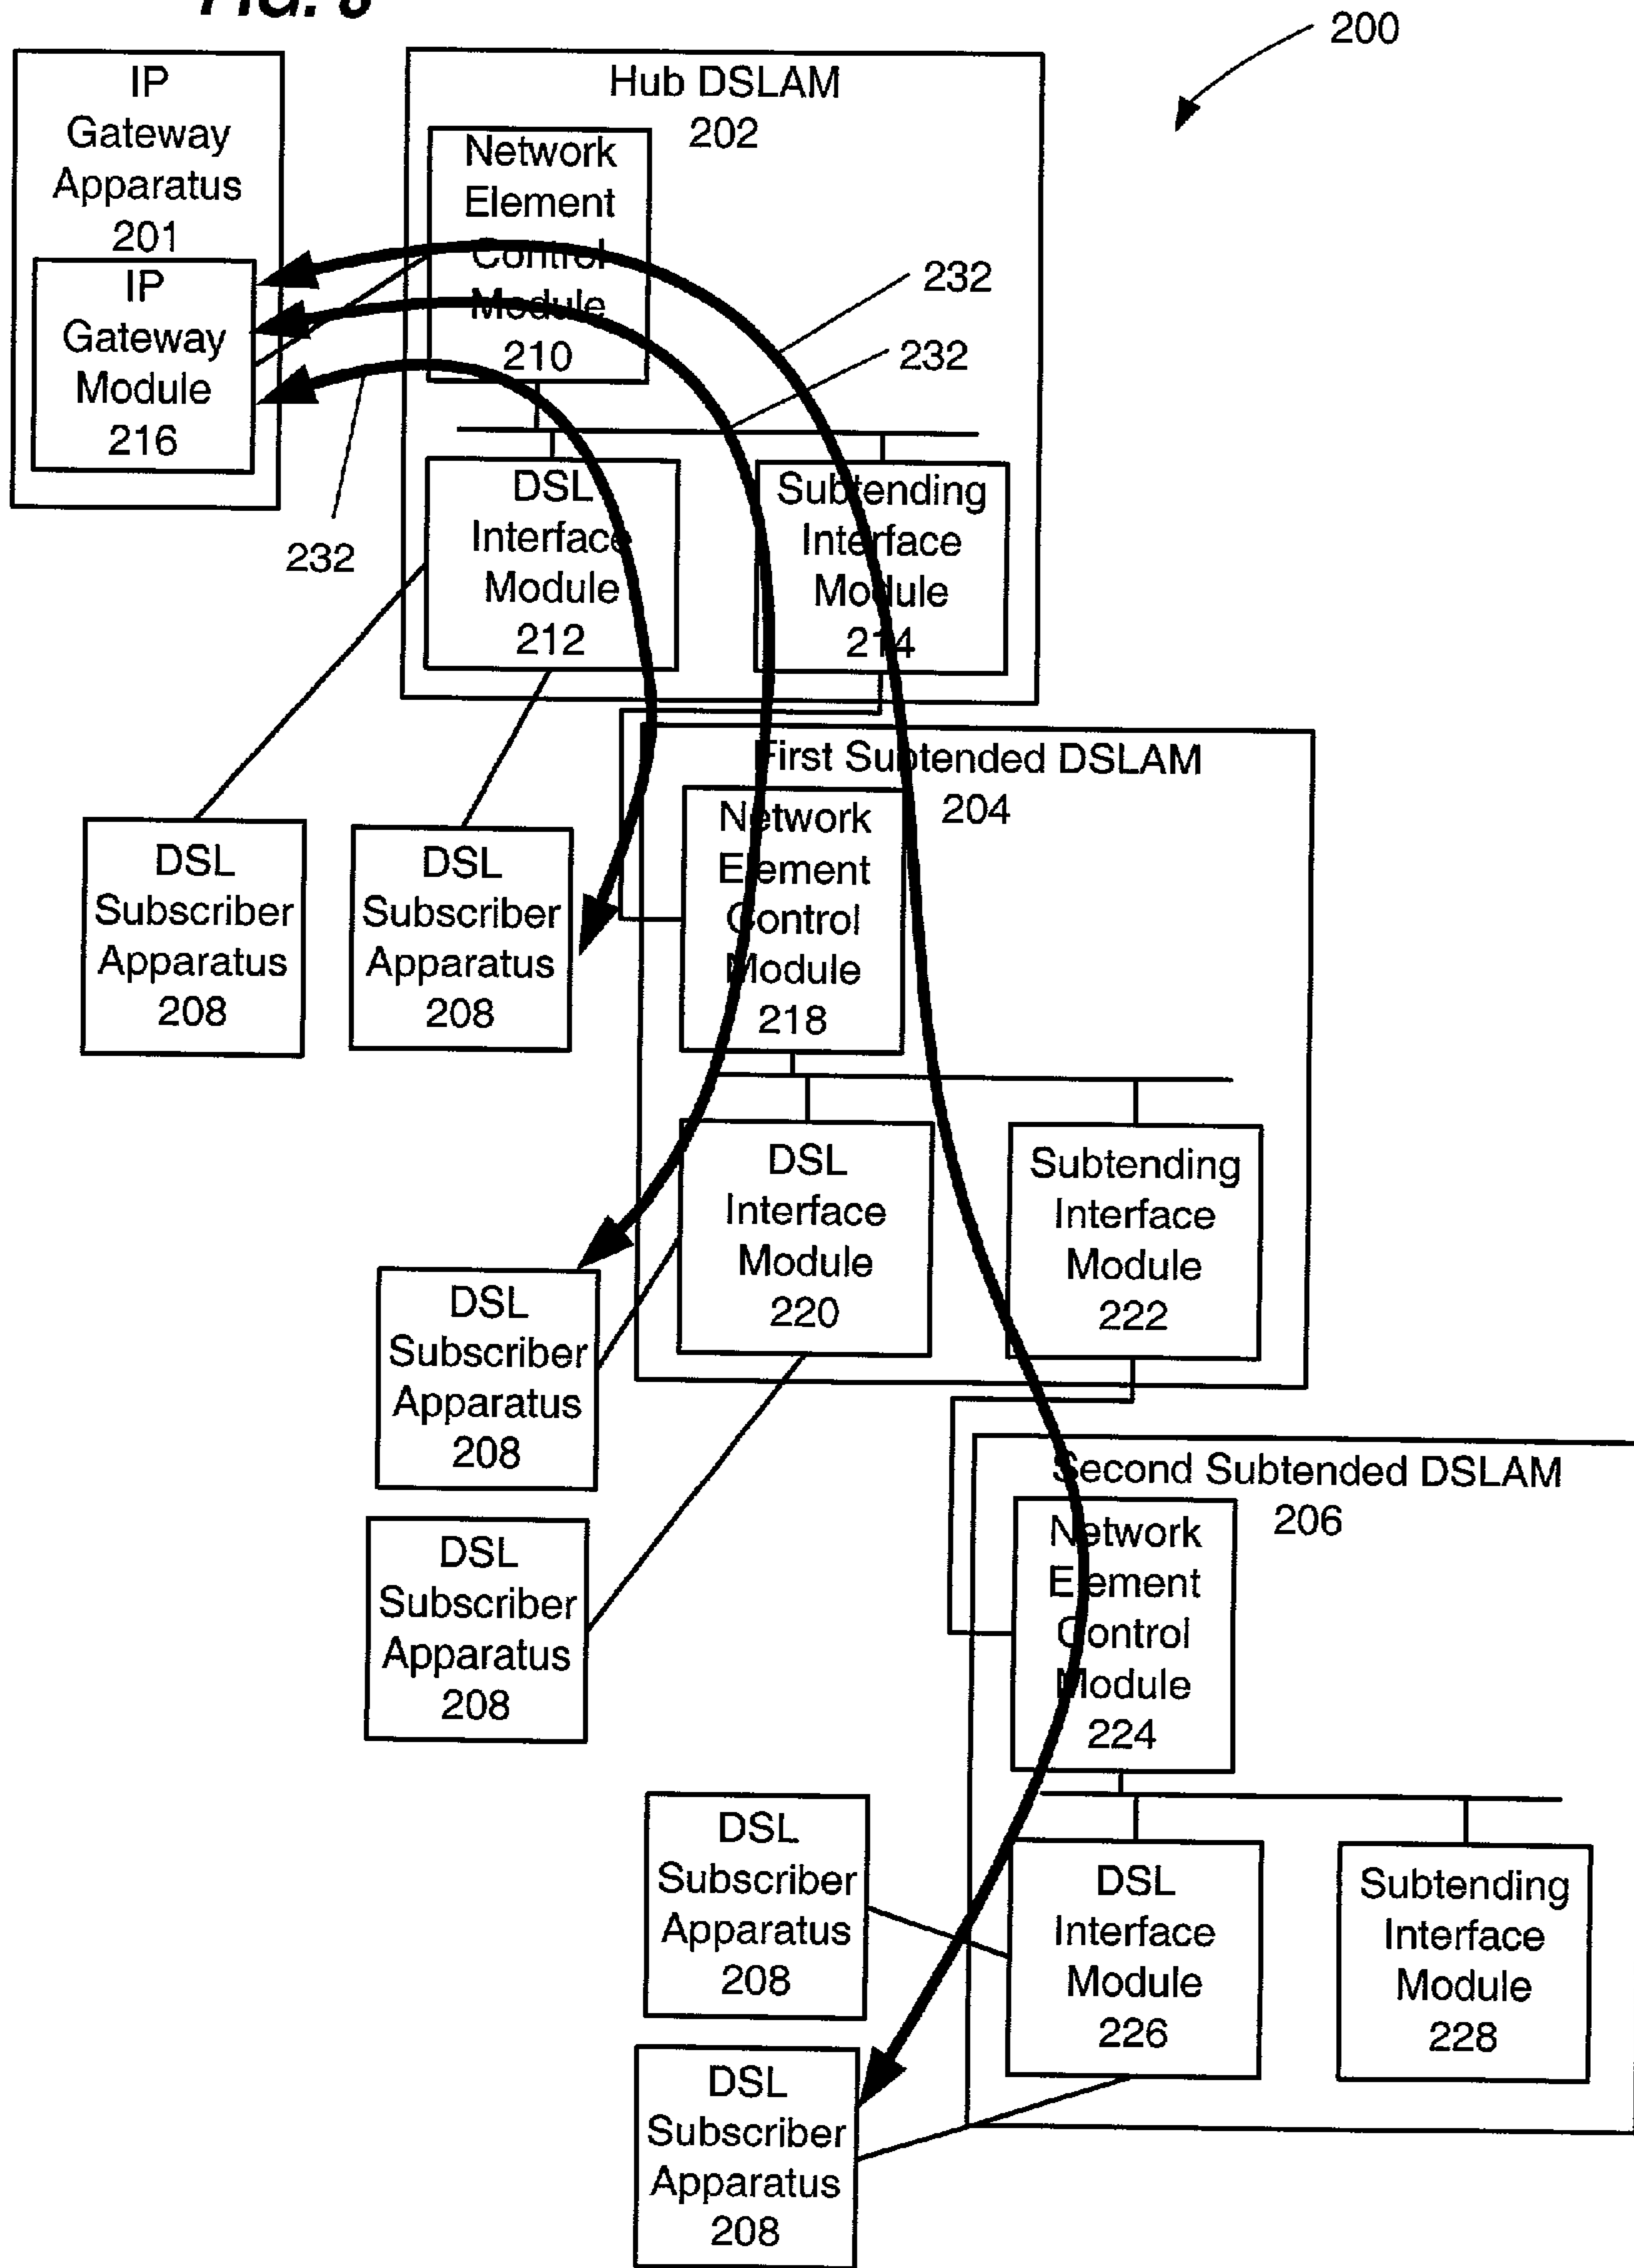 FIG.
200
IP
Gateway
Apparatus
201
IP
Gateway
Module
216
Hub DSLAM
202
Network
Element
Control
Module
210
232
232
232
DSL
Interface
Module
212
Subtending
Interface
Module
214
First Subtended DSLAM
204
Network
Element
Control
Module
218
DSL
Subscriber
Apparatus
208
DSL
Subscriber
Apparatus
208
DSL
Interface
Module
220
Subtending
Interface
Module
222
DSL
Subscriber
Apparatus
208
DSL
Subscriber
Apparatus
208
Second Subtended DSLAM
206
Network
Element
Control
Module
224
DSL
Subscriber
Apparatus
208
DSL
Interface
Module
226
Subtending
Interface
Module
228
DSL
Subscriber
Apparatus
208